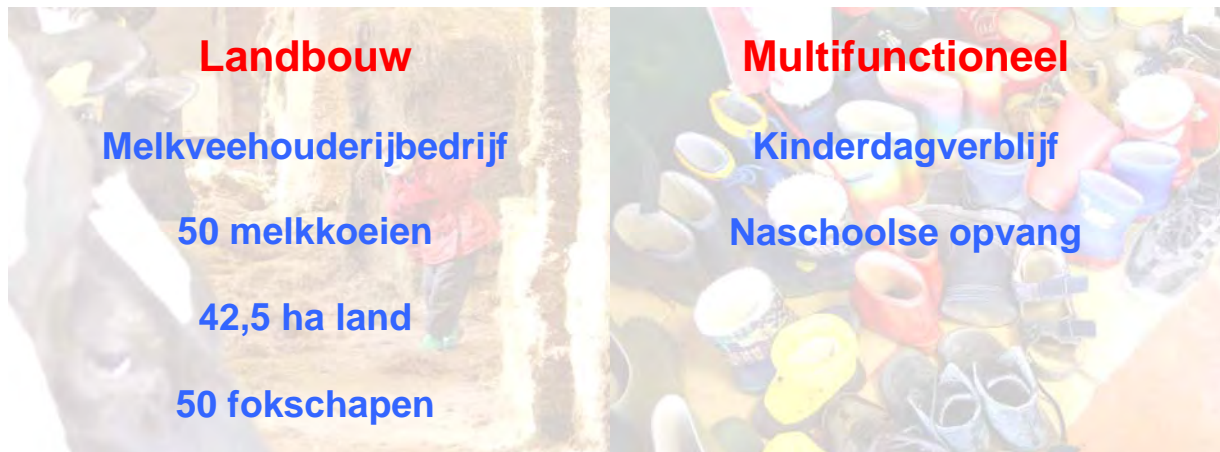 Landbouw
Melkveehouderijbedrijf
50 melkkoeien
42,5 ha land
50 fokschapen
Multifunctioneel
Kinderdagverblijf
Naschoolse opvang